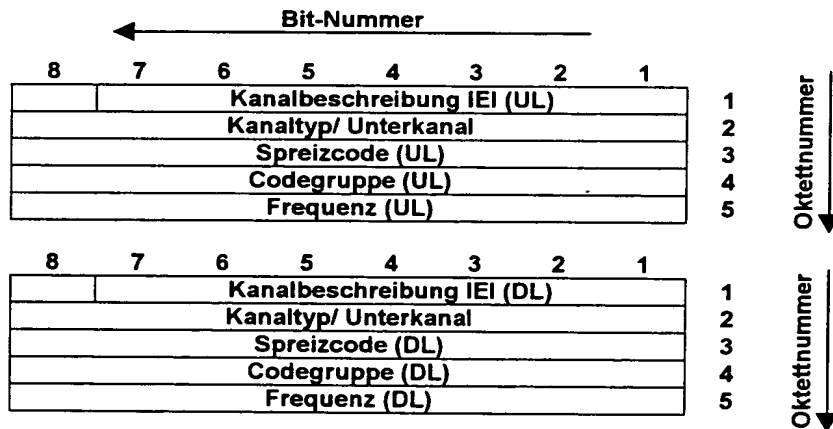 Bit-Nummer
8 7 6 5 4 3 2 1
Kanalbeschreibung IEI (UL) 1
Kanaltyp/ Unterkanal 2
Spreizcode (UL) 3
Codegruppe (UL) 4
Frequenz (UL) 5
Oktettnummer
8 7 6 5 4 3 2 1
Kanalbeschreibung IEI (DL) 1
Kanaltyp/ Unterkanal 2
Spreizcode (DL) 3
Codegruppe (DL) 4
Frequenz (DL) 5
Oktettnummer